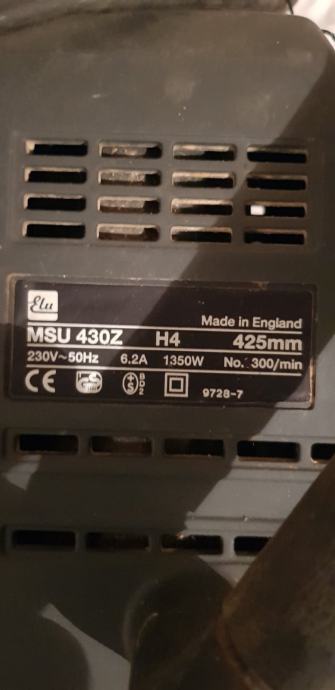 Elu
Made in England
MSU 430Z H4 425mm
230V~50Hz 6.2A 1350W No. 300/min
CE S BDZ 9728-7